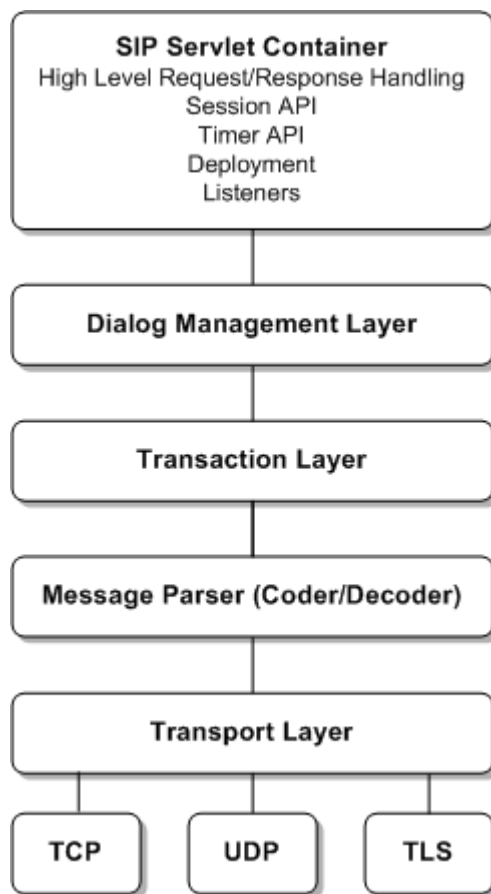 SIP Servlet Container
High Level Request/Response Handling
Session API
Timer API
Deployment
Listeners
Dialog Management Layer
Transaction Layer
Message Parser (Coder/Decoder)
Transport Layer
TCP
UDP
TLS